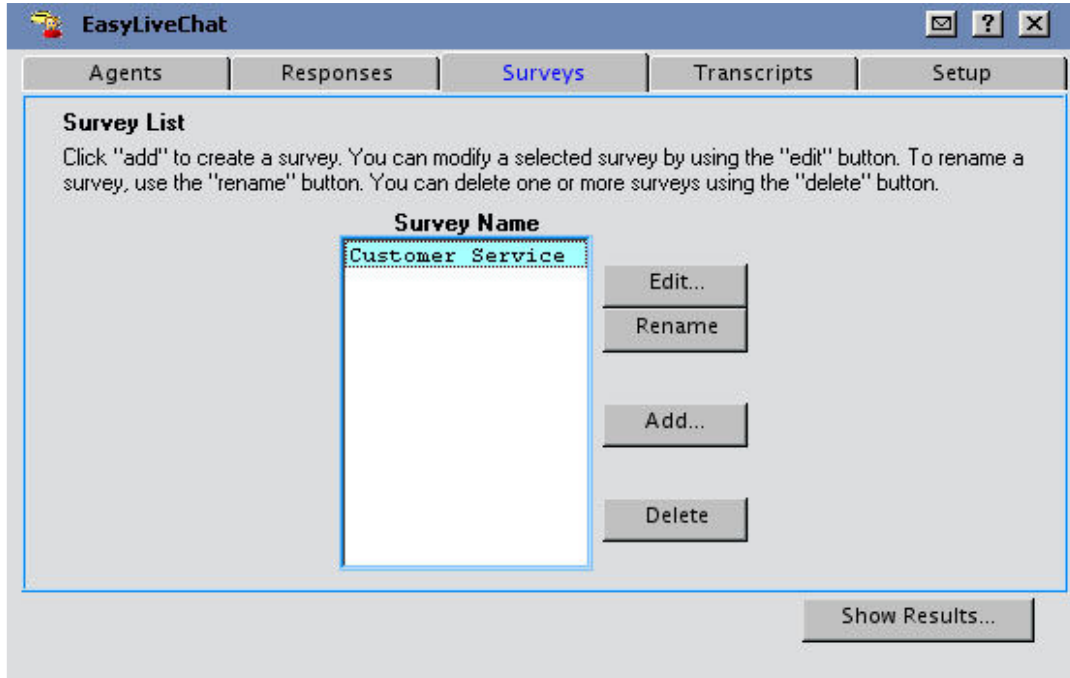 EasyLiveChat
?
Agents Responses Surveys Transcripts Setup
Survey List
Click "add" to create a survey. You can modify a selected survey by using the "edit" button. To rename a
survey, use the "rename" button. You can delete one or more surveys using the "delete" button.
Survey Name
Customer Service
Edit...
Rename
Add...
Delete
Show Results...